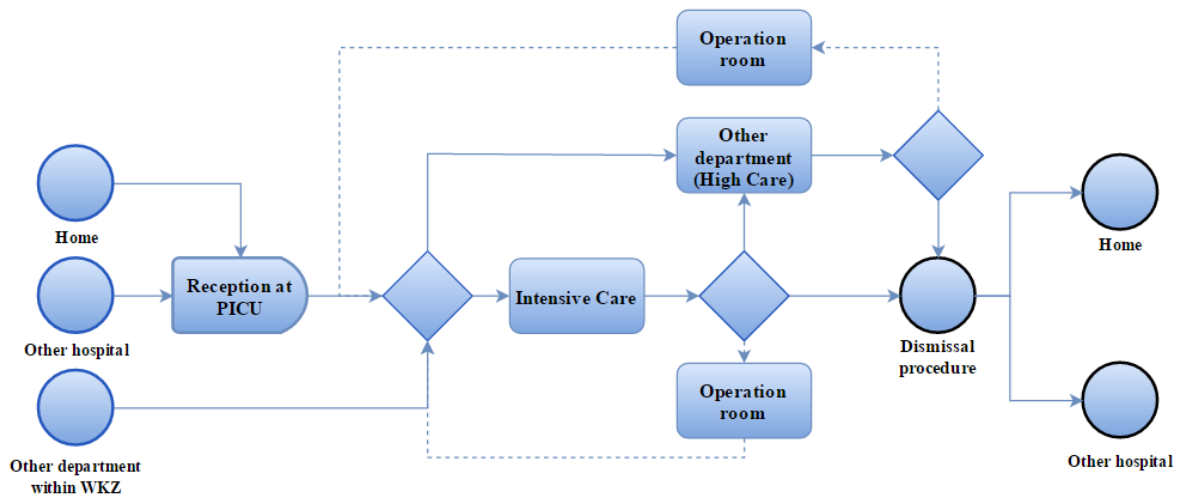 Operation
room
Other
department
(High Care)
Home
Reception at
PICU
Other hospital
Intensive Care
Operation
room
Dismissal
procedure
Home
Other department
within WKZ
Other hospital